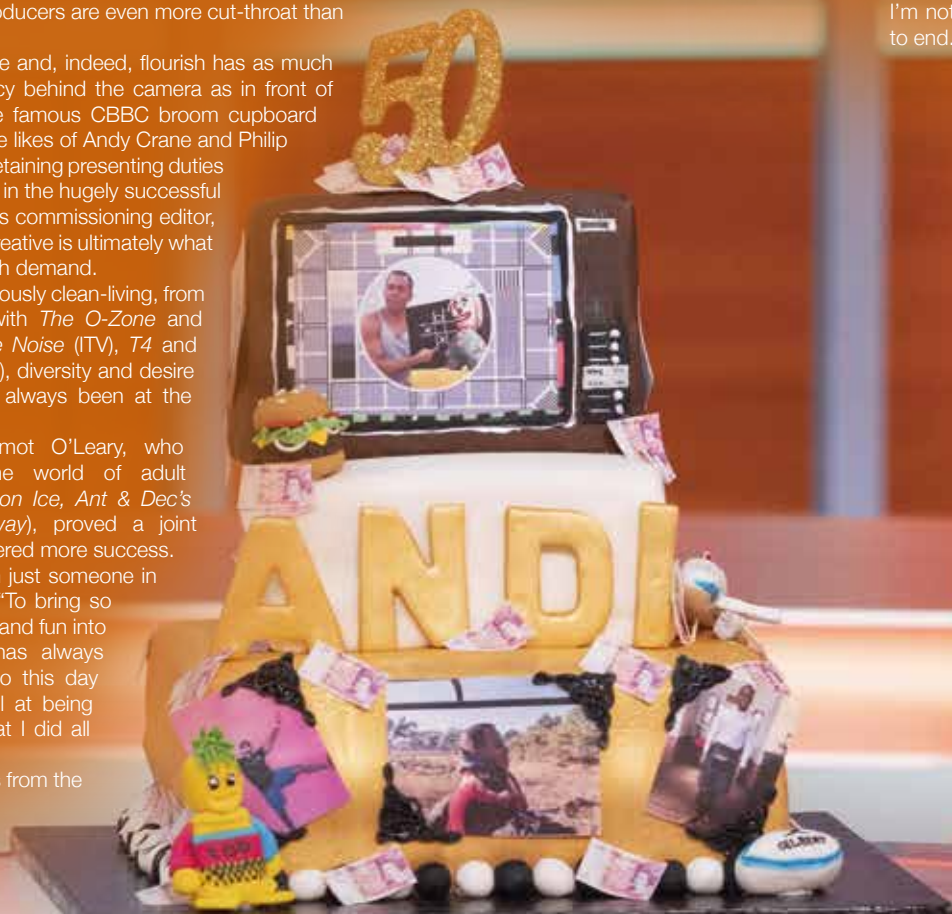 oducers are even more cut-throat than
e and, indeed, flourish has as much
cy behind the camera as in front of
e famous CBBC broom cupboard
e likes of Andy Crane and Philip
etaining presenting duties
in the hugely successful
s commissioning editor,
reative is ultimately what
h demand.
ously clean-living, from
with The O-Zone and
e Noise (ITV), T4 and
), diversity and desire
always been at the
mot O’Leary, who
ne world of adult
on Ice, Ant & Dec’s
way), proved a joint
ered more success.
just someone in
“To bring so
and fun into
has always
o this day
l at being
at I did all
from the
I’m not
to end.
50
ANDI
GILBERT